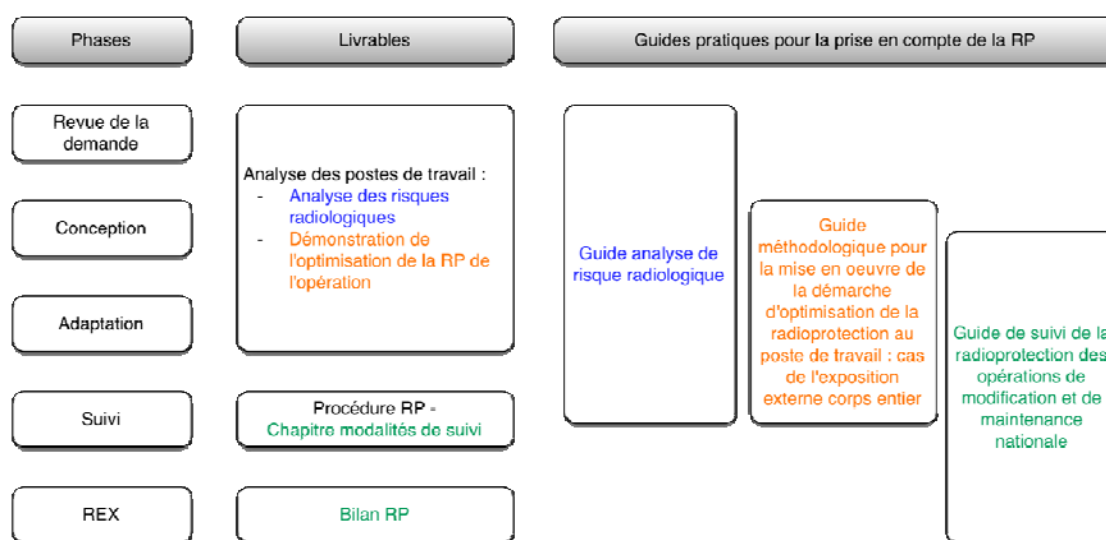 Phases
Livrables
Guides pratiques pour la prise en compte de la RP
Revue de la
demande
Conception
Adaptation
Suivi
REX
Analyse des postes de travail :
- Analyse des risques
radiologiques
- Démonstration de
l'optimisation de la RP de
l'opération
Procédure RP -
Chapitre modalités de suivi
Bilan RP
Guide analyse de
risque radiologique
Guide
méthodologique pour
la mise en oeuvre de
la démarche
d'optimisation de la
radioprotection au
poste de travail : cas
de l'exposition
externe corps entier
Guide de suivi de la
radioprotection des
opérations de
modification et de
maintenance
nationale